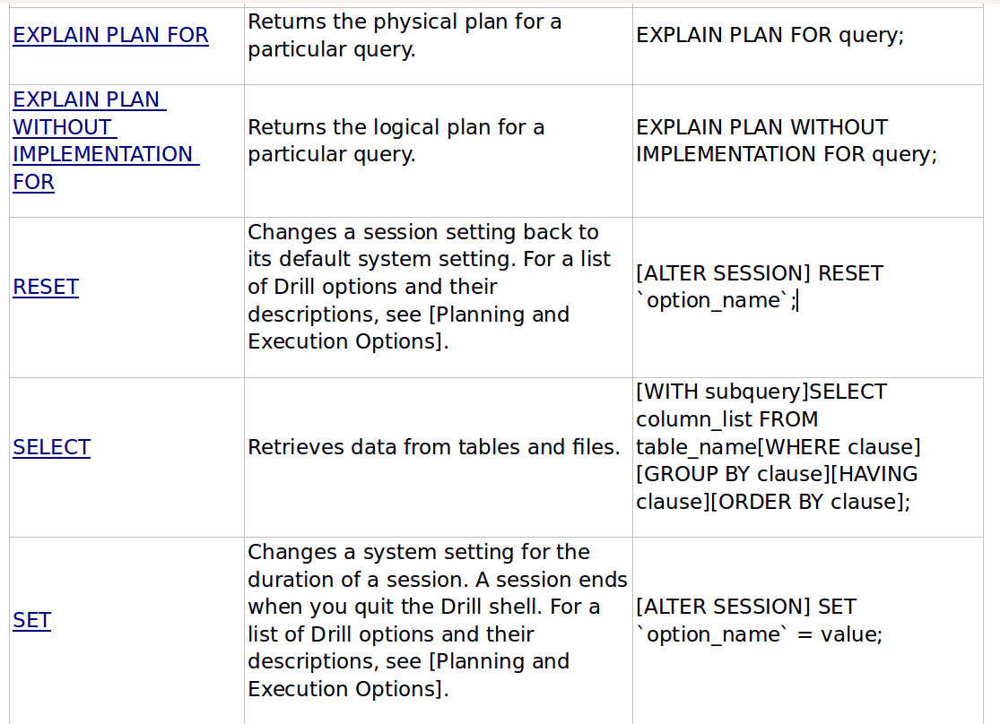 EXPLAIN PLAN FOR
Returns the physical plan for a
particular query.
EXPLAIN PLAN FOR query;
EXPLAIN PLAN
WITHOUT
IMPLEMENTATION
FOR
Returns the logical plan for a
particular query.
EXPLAIN PLAN WITHOUT
IMPLEMENTATION FOR query;
RESET
Changes a session setting back to
its default system setting. For a list
of Drill options and their
descriptions, see [Planning and
Execution Options].
[ALTER SESSION] RESET
`option_name`;
SELECT
Retrieves data from tables and files.
[WITH subquery]SELECT
column_list FROM
table_name[WHERE clause]
[GROUP BY clause][HAVING
clause][ORDER BY clause];
SET
Changes a system setting for the
duration of a session. A session ends
when you quit the Drill shell. For a
list of Drill options and their
descriptions, see [Planning and
Execution Options].
[ALTER SESSION] SET
`option_name` = value;